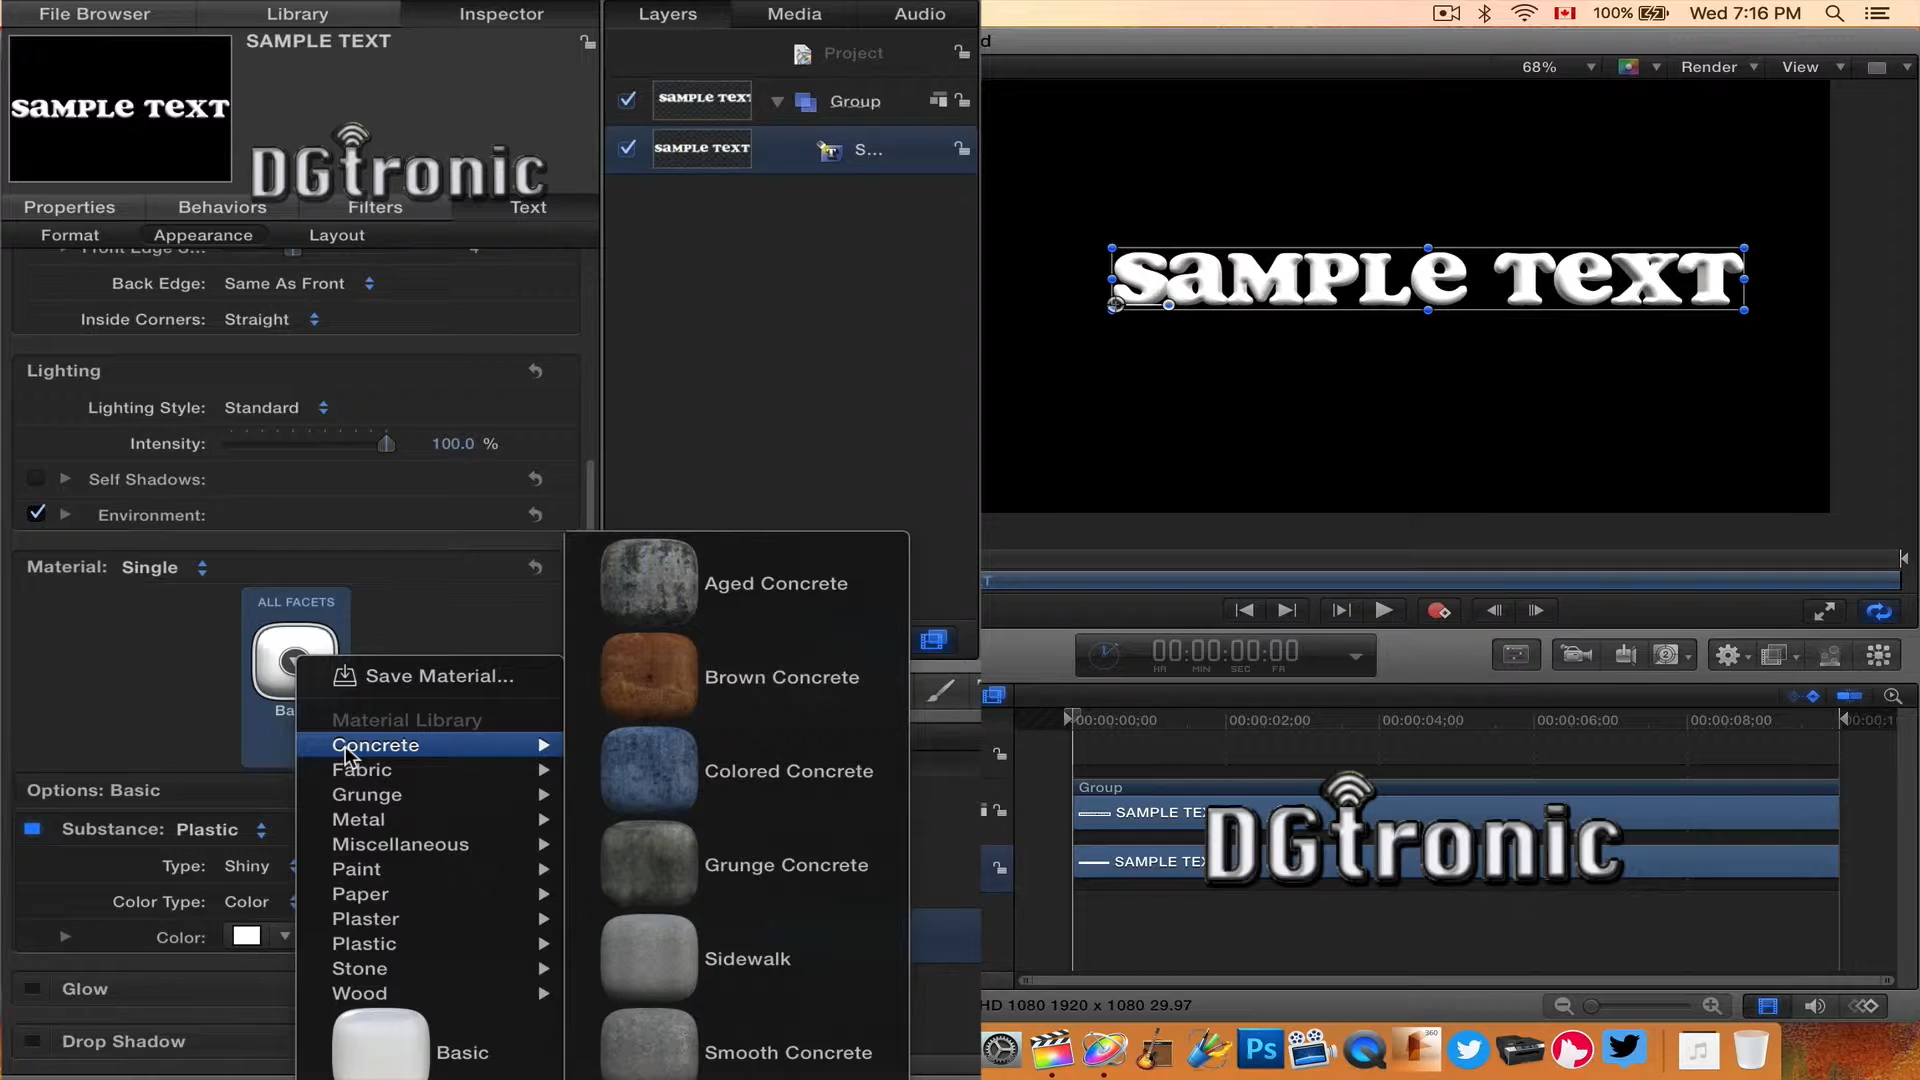 File Browser Library Inspector Layers Media Audio
100% Wed 7:16 PM
SAMPLE TEXT
Project
68% Render View
SAMPLE TEXT
DGtronic
SAMPLE TEXT Group
SAMPLE TEXT S...
Properties Behaviors Filters Text
Format Appearance Layout
Back Edge: Same As Front
Inside Corners: Straight
SAMPLE TEXT
Lighting
Lighting Style: Standard
Intensity: 100.0 %
Self Shadows:
Environment:
Material: Single
ALL FACETS
Save Material...
Material Library
Concrete
Fabric
Grunge
Metal
Miscellaneous
Paint
Paper
Plaster
Plastic
Stone
Wood
Basic
Aged Concrete
Brown Concrete
Colored Concrete
Grunge Concrete
Sidewalk
Smooth Concrete
Options: Basic
Substance: Plastic
Type: Shiny
Color Type: Color
Color:
Glow
Drop Shadow
00:00:00:00
HR MIN SEC FR
00:00:00;00 00:00:02;00 00:00:04;00 00:00:06;00 00:00:08;00
Group
SAMPLE TE
SAMPLE TE
DGtronic
HD 1080 1920 x 1080 29.97
Ps
360